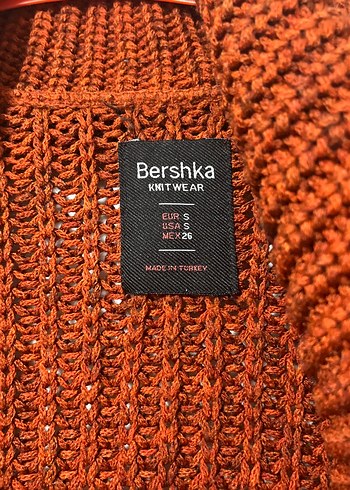 Bershka
KNITWEAR
EUR S
USA S
MEX 26
MADE IN TURKEY